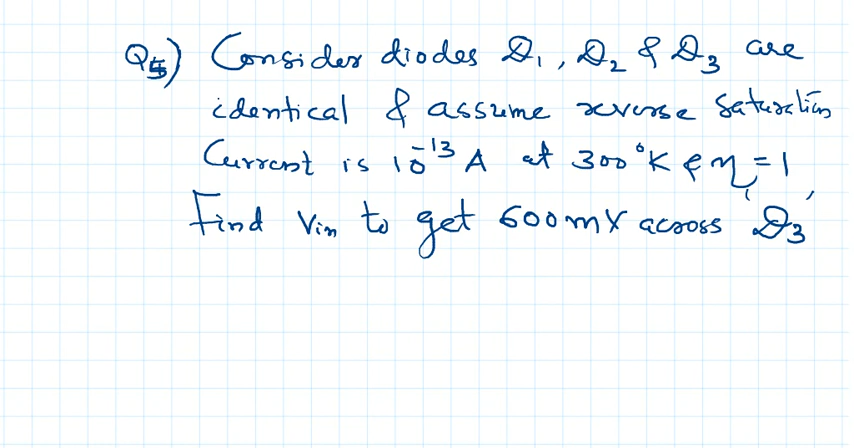 Q5) Consider diodes D1, D2 & D3 are
identical & assume reverse saturation
Current is 10^-13 A at 300°K & η=1,
Find Vin to get 600mV across 'D3'